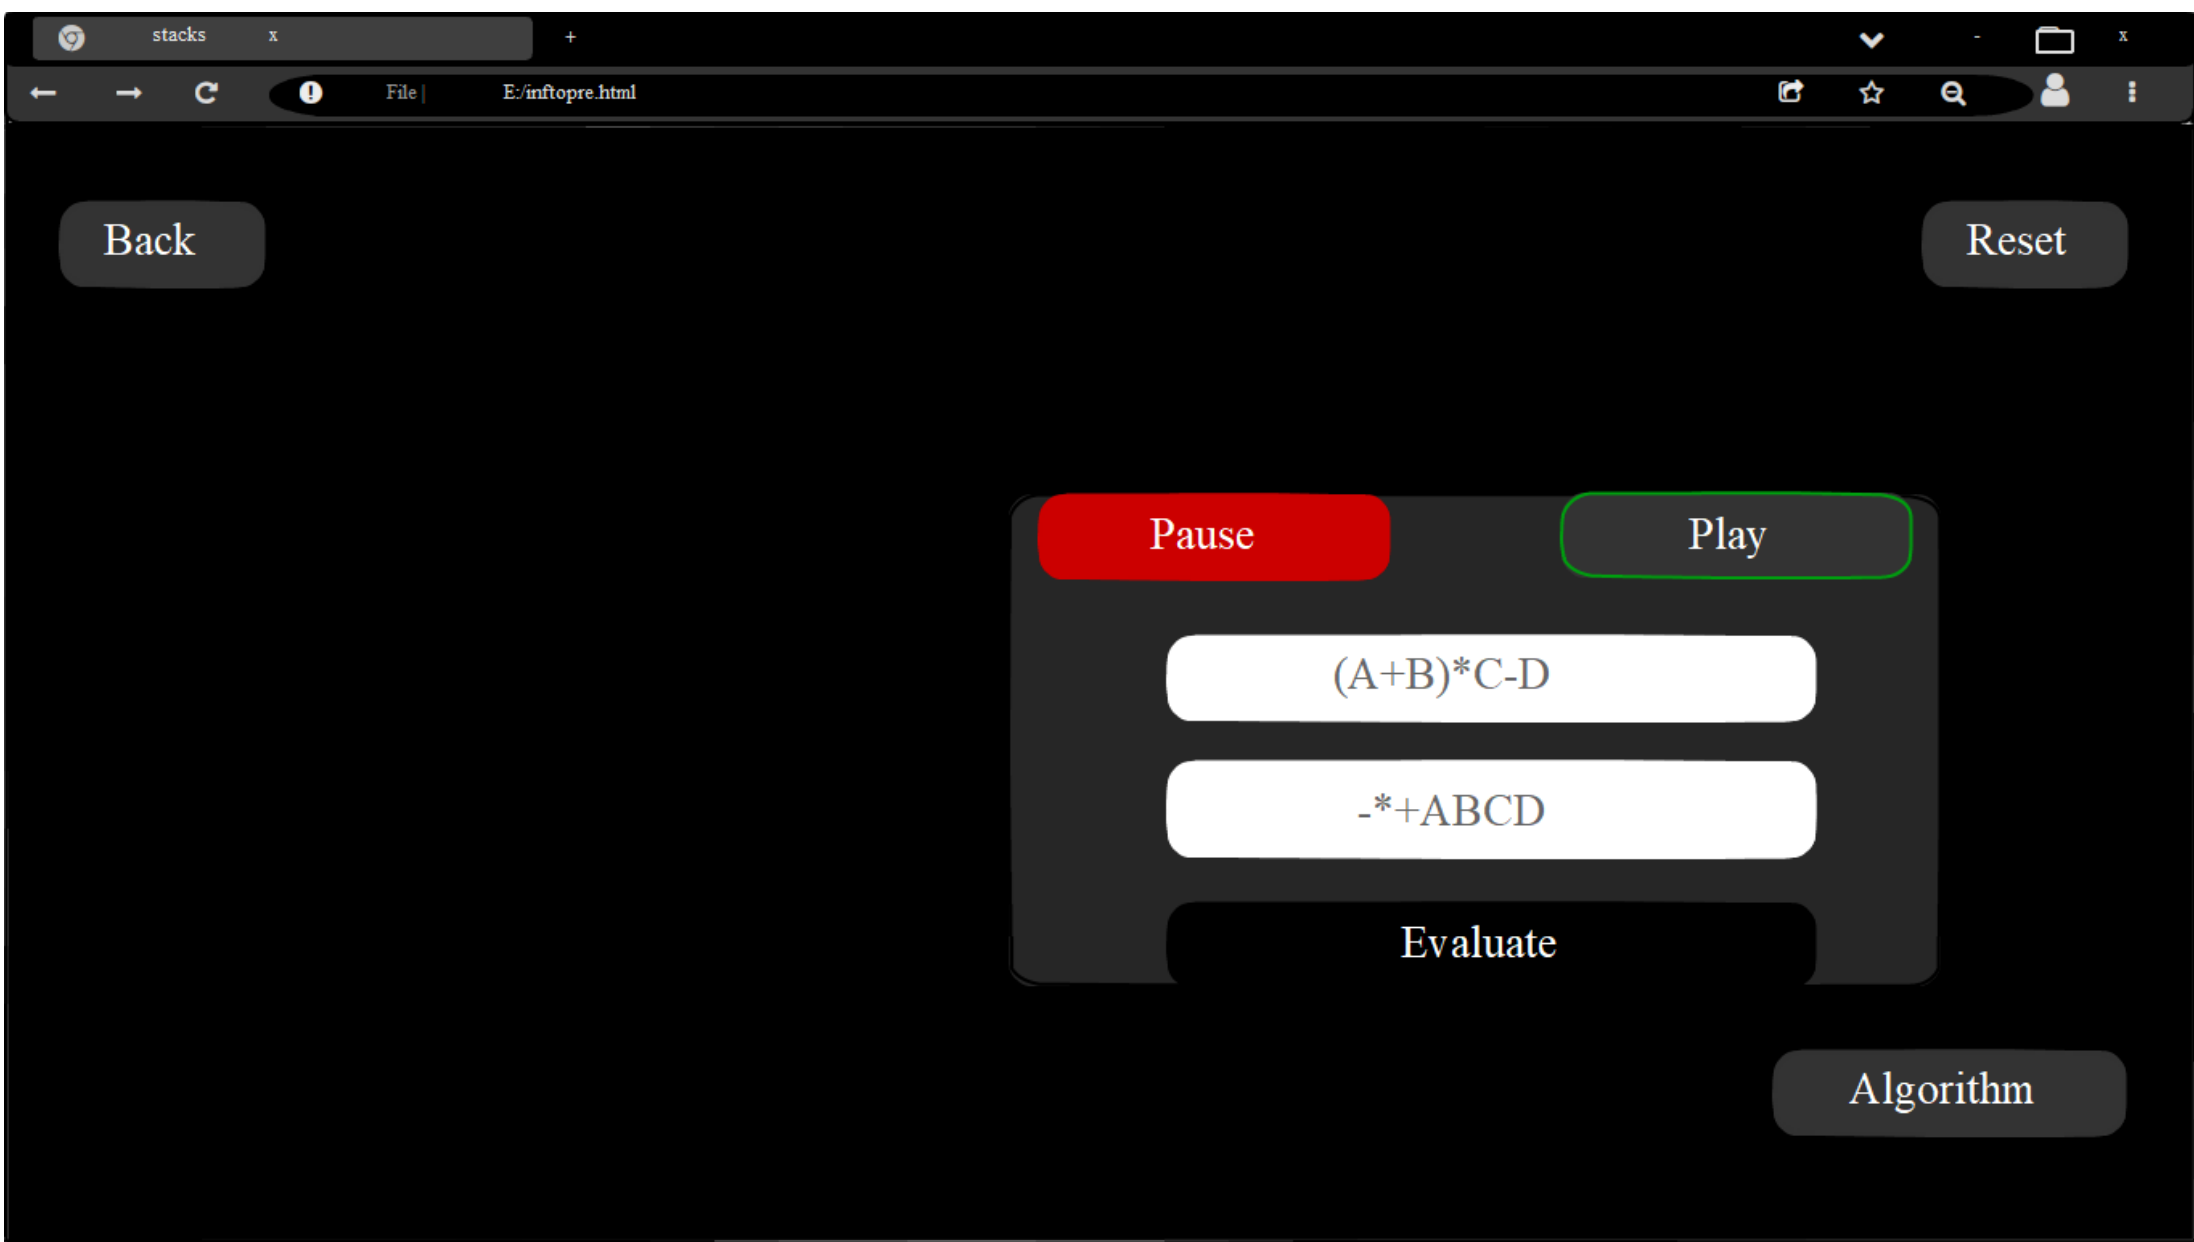 stacks x +  - x
File | E:/inftopre.html
Back Reset
Pause Play
(A+B)*C-D
-*+ABCD
Evaluate
Algorithm